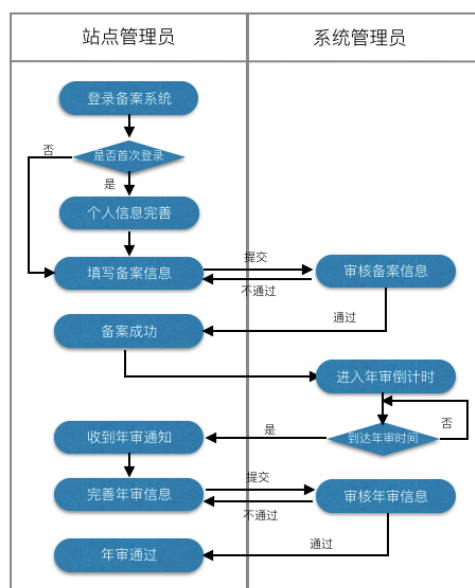 站点管理员
系统管理员
登录备案系统
否
是否首次登录
是
个人信息完善
提交
填写备案信息
审核备案信息
不通过
通过
备案成功
进入年审倒计时
否
是
收到年审通知
到达年审时间
提交
完善年审信息
审核年审信息
不通过
通过
年审通过